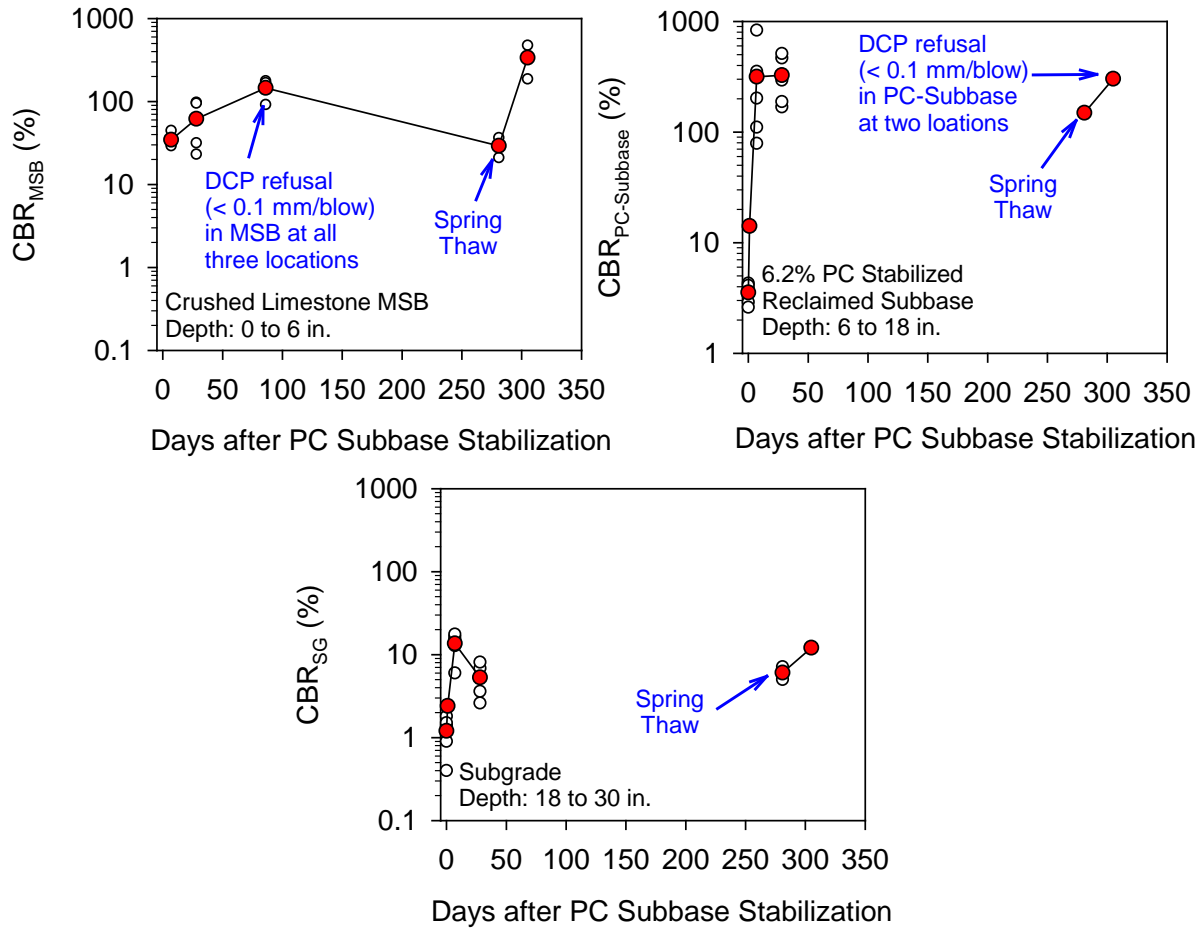 1000
100
10
1
0.1
CBR_MSB (%)
DCP refusal
(< 0.1 mm/blow)
in MSB at all
three locations
Spring
Thaw
Crushed Limestone MSB
Depth: 0 to 6 in.
0 50 100 150 200 250 300 350
Days after PC Subbase Stabilization
1000
100
10
1
CBR_PC-Subbase (%)
DCP refusal
(< 0.1 mm/blow)
in PC-Subbase
at two loations
Spring
Thaw
6.2% PC Stabilized
Reclaimed Subbase
Depth: 6 to 18 in.
0 50 100 150 200 250 300 350
Days after PC Subbase Stabilization
1000
100
10
1
0.1
CBR_SG (%)
Spring
Thaw
Subgrade
Depth: 18 to 30 in.
0 50 100 150 200 250 300 350
Days after PC Subbase Stabilization